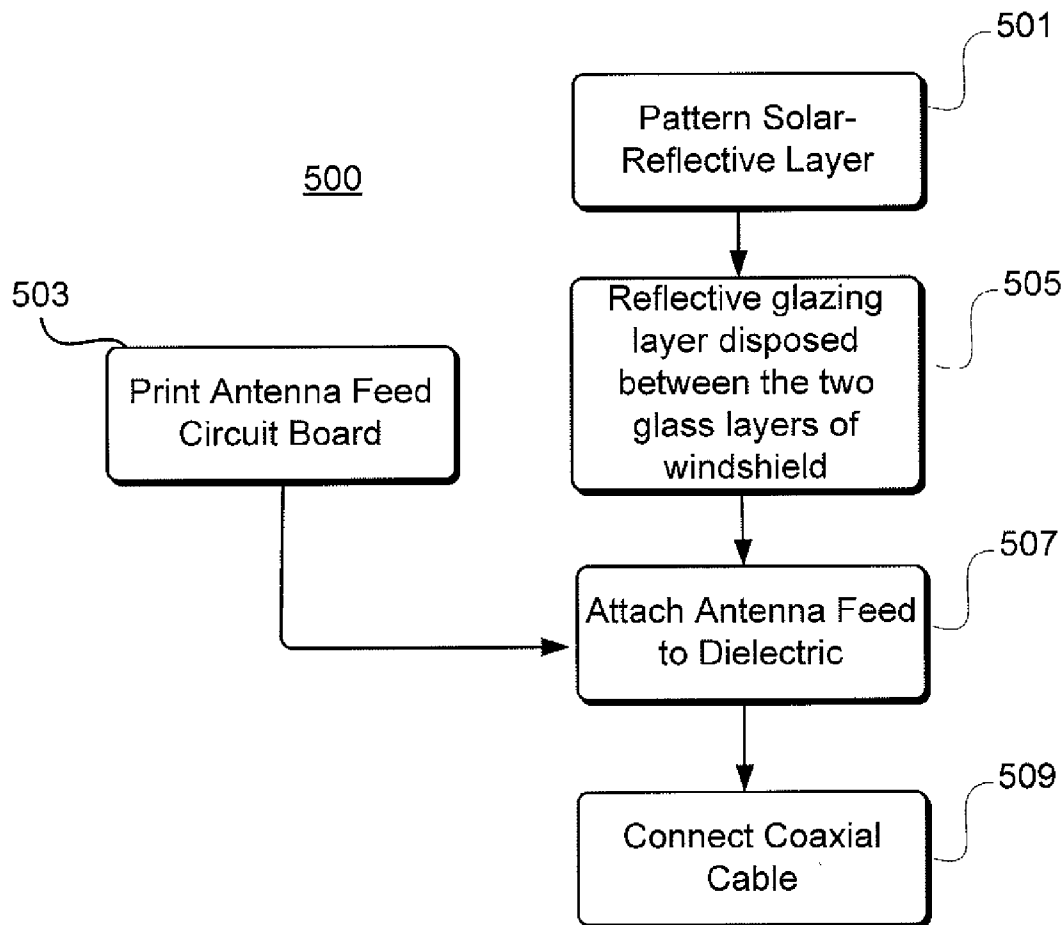 501
Pattern Solar-
Reflective Layer
500
505
Reflective glazing
layer disposed
between the two
glass layers of
windshield
503
Print Antenna Feed
Circuit Board
507
Attach Antenna Feed
to Dielectric
509
Connect Coaxial
Cable